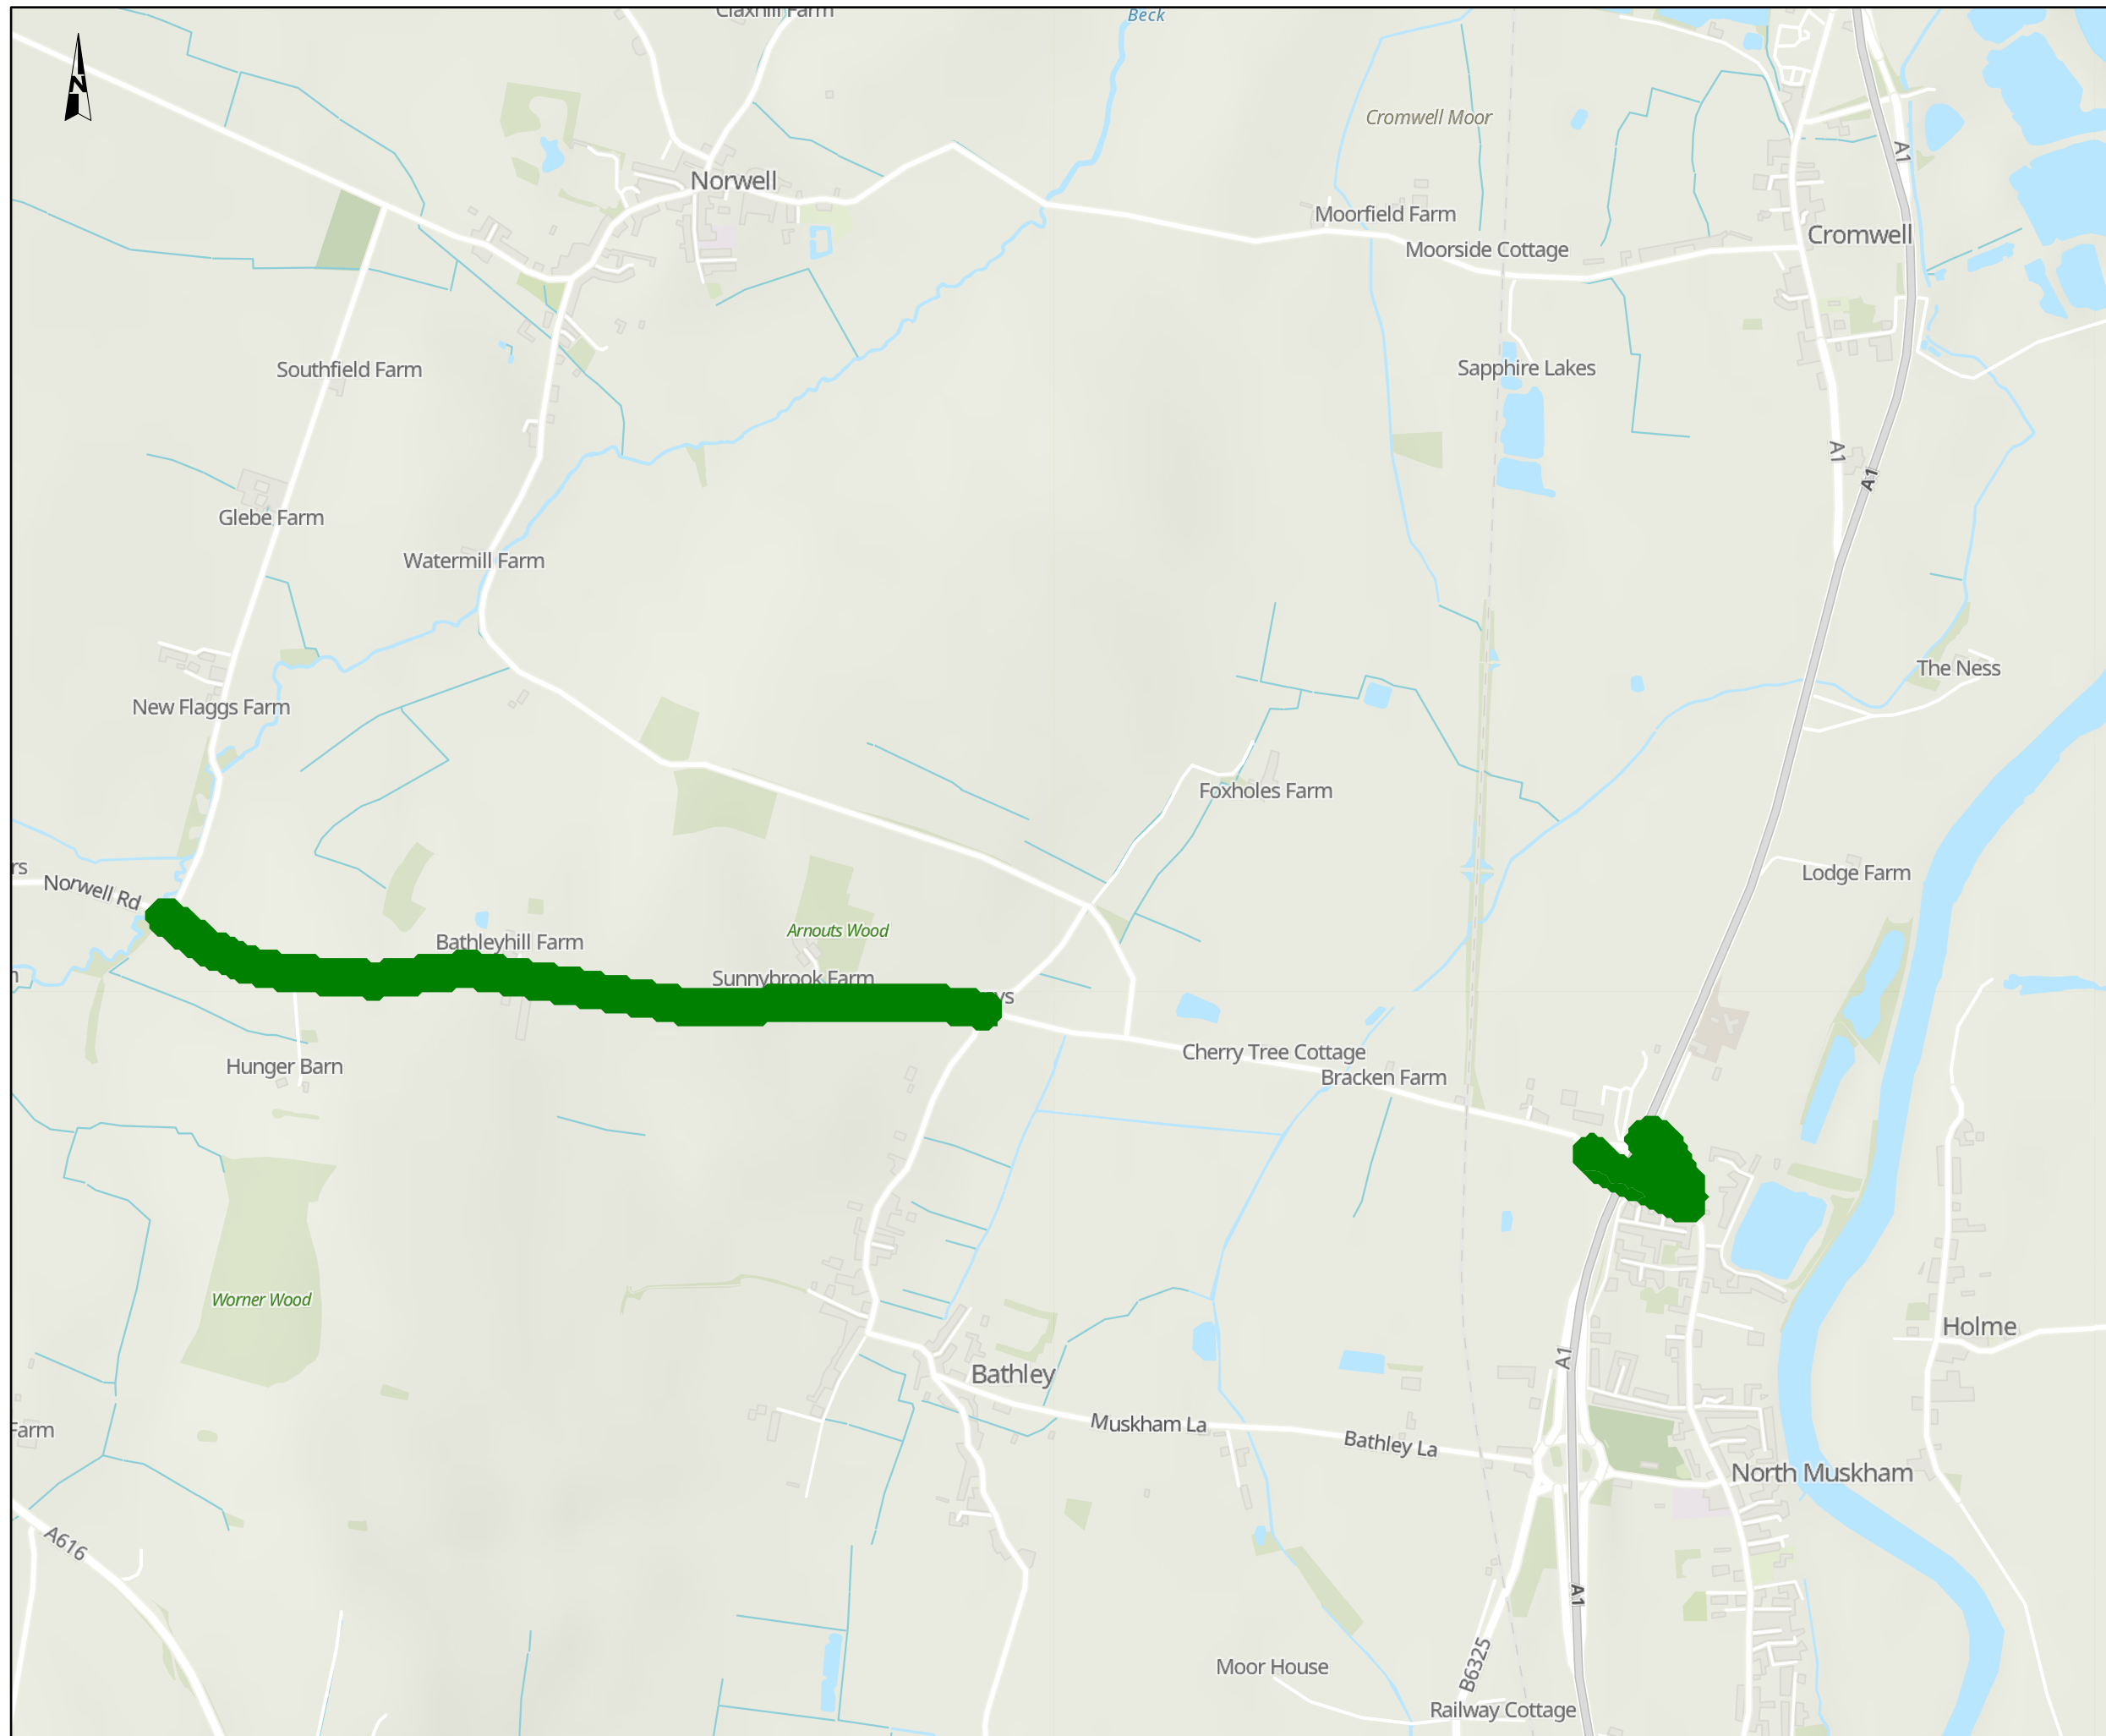 Claxhill Farm
Beck
N
Cromwell Moor
A1
Norwell
Moorfield Farm
Cromwell
Moorside Cottage
Southfield Farm
Sapphire Lakes
A1
A1
Glebe Farm
Watermill Farm
The Ness
New Flaggs Farm
Foxholes Farm
rs
Norwell Rd
Lodge Farm
Arnouts Wood
Bathleyhill Farm
Sunnybrook Farm
ys
Cherry Tree Cottage
Hunger Barn
Bracken Farm
Worner Wood
Holme
A1
Bathley
Muskham La
Farm
Bathley La
North Muskham
A616
A1
Moor House
B6325
Railway Cottage